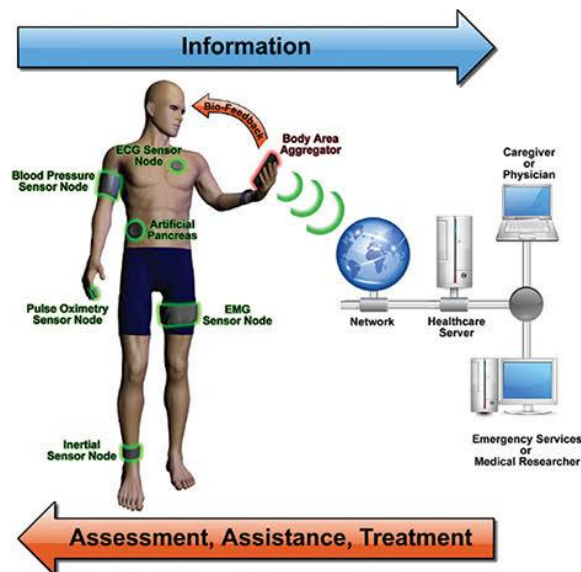 Information
Bio-Feedback
ECG Sensor
Node
Body Area
Aggregator
Blood Pressure
Sensor Node
Caregiver
or
Physician
Artificial
Pancreas
Pulse Oximetry
Sensor Node
EMG
Sensor Node
Network
Healthcare
Server
Inertial
Sensor Node
Emergency Services
or
Medical Researcher
Assessment, Assistance, Treatment